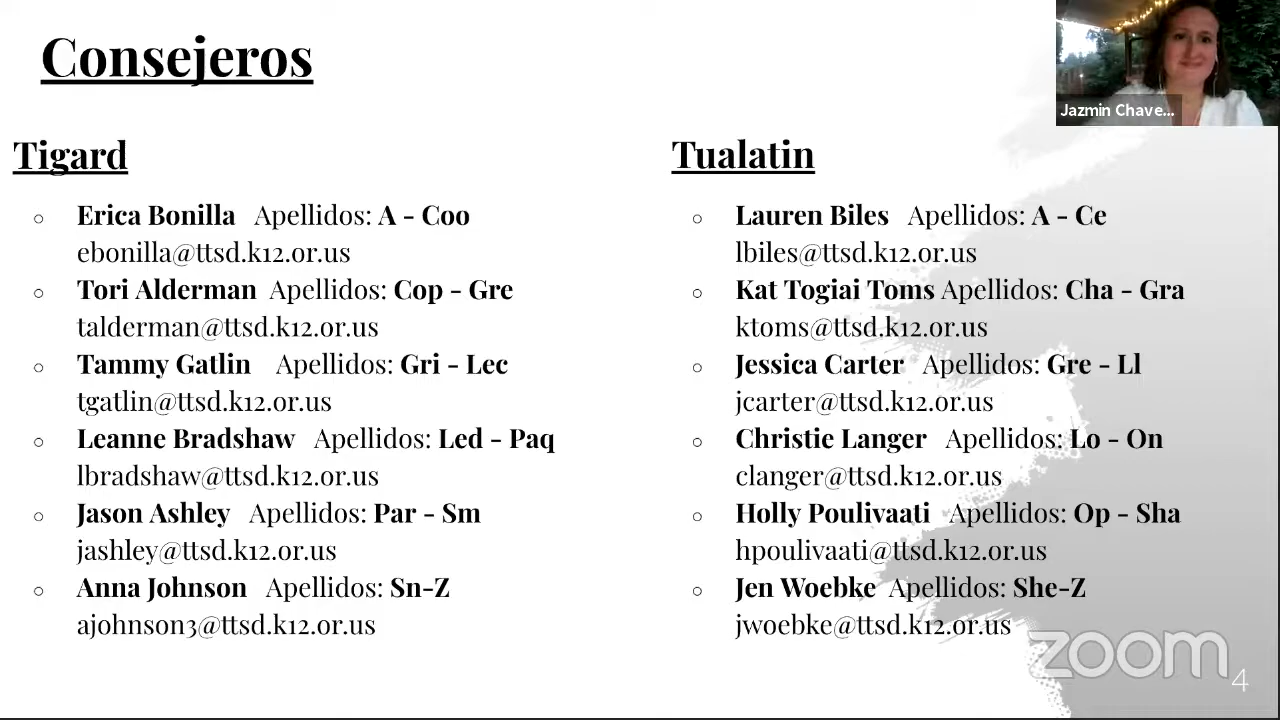 Consejeros
Jazmin Chave...
Tigard
Erica Bonilla Apellidos: A - Coo
ebonilla@ttsd.k12.or.us
Tori Alderman Apellidos: Cop - Gre
talderman@ttsd.k12.or.us
Tammy Gatlin Apellidos: Gri - Lec
tgatlin@ttsd.k12.or.us
Leanne Bradshaw Apellidos: Led - Paq
lbradshaw@ttsd.k12.or.us
Jason Ashley Apellidos: Par - Sm
jashley@ttsd.k12.or.us
Anna Johnson Apellidos: Sn-Z
ajohnson3@ttsd.k12.or.us
Tualatin
Lauren Biles Apellidos: A - Ce
lbiles@ttsd.k12.or.us
Kat Togiai Toms Apellidos: Cha - Gra
ktoms@ttsd.k12.or.us
Jessica Carter Apellidos: Gre - Ll
jcarter@ttsd.k12.or.us
Christie Langer Apellidos: Lo - On
clanger@ttsd.k12.or.us
Holly Poulivaati Apellidos: Op - Sha
hpoulivaati@ttsd.k12.or.us
Jen Woebke Apellidos: She-Z
jwoebke@ttsd.k12.or.us
zoom
4